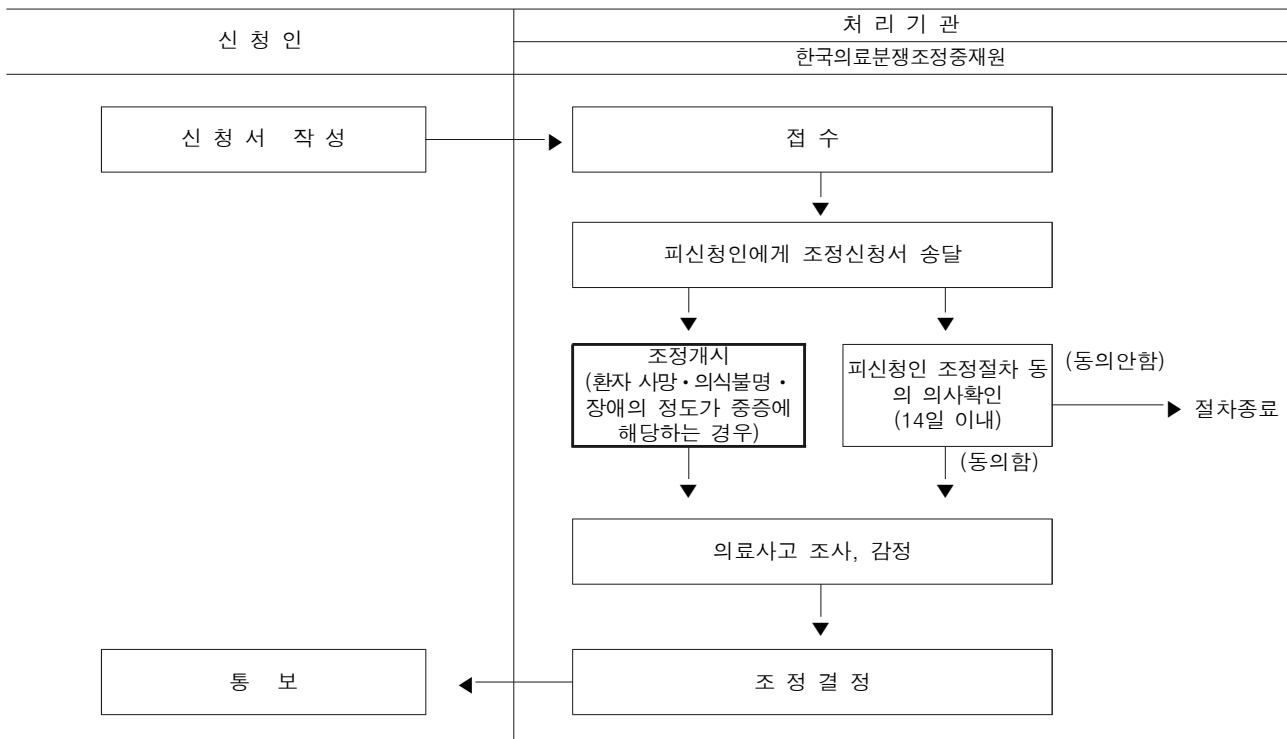 신 청 인
처 리 기 관
한국의료분쟁조정중재원
신 청 서 작 성
접 수
피신청인에게 조정신청서 송달
조정개시
(환자 사망・의식불명・
장애의 정도가 중증에
해당하는 경우)
피신청인 조정절차 동
의 의사확인
(14일 이내)
(동의안함)
절차종료
(동의함)
의료사고 조사, 감정
통 보
조 정 결 정